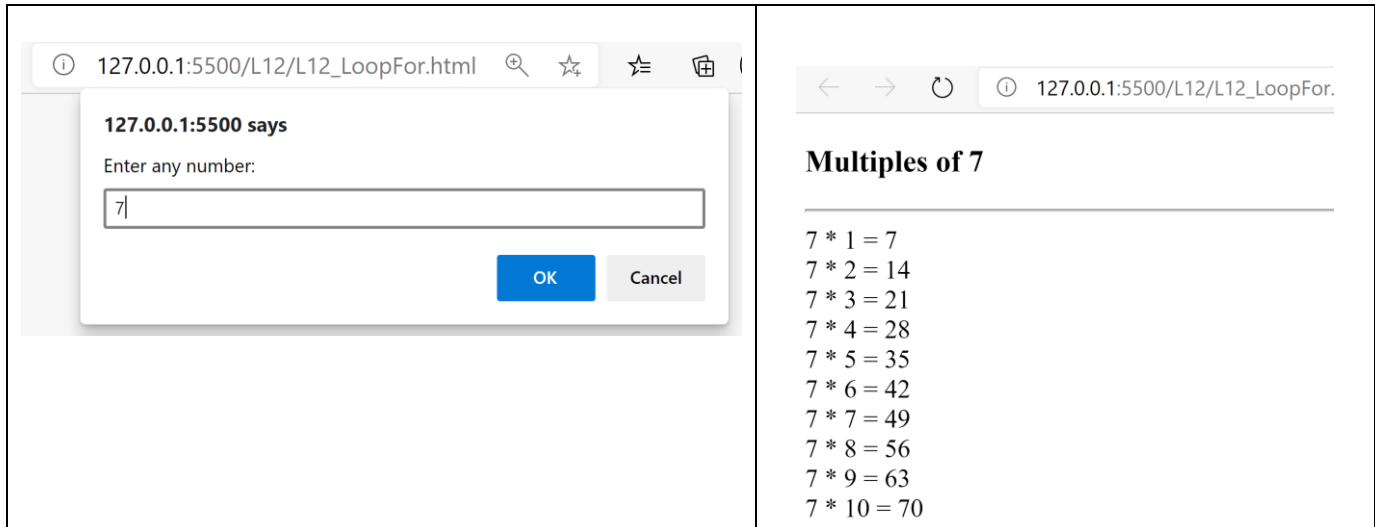 127.0.0.1:5500/L12/L12_LoopFor.html
127.0.0.1:5500 says
Enter any number:
7
OK Cancel
127.0.0.1:5500/L12/L12_LoopFor.
Multiples of 7
7 * 1 = 7
7 * 2 = 14
7 * 3 = 21
7 * 4 = 28
7 * 5 = 35
7 * 6 = 42
7 * 7 = 49
7 * 8 = 56
7 * 9 = 63
7 * 10 = 70